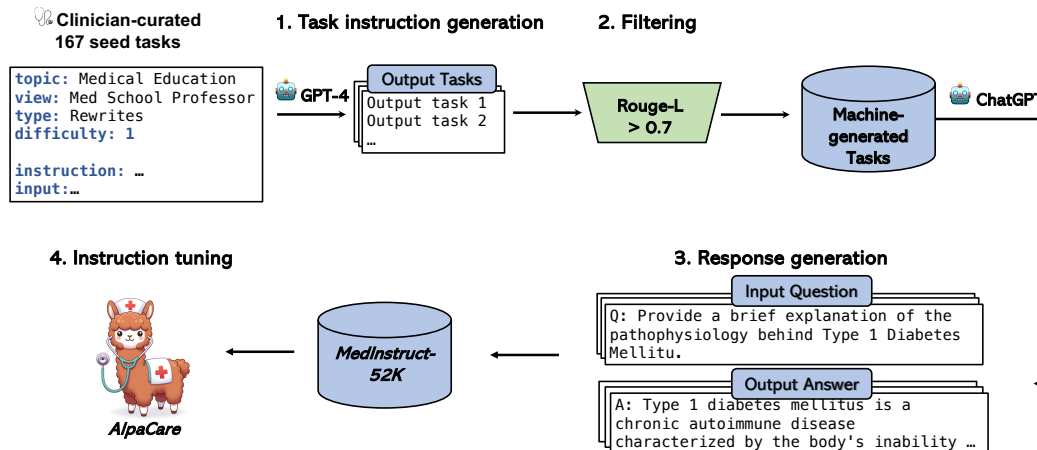 Clinician-curated
167 seed tasks
1. Task instruction generation
2. Filtering
topic: Medical Education
view: Med School Professor
type: Rewrites
difficulty: 1
instruction: …
input:…
GPT-4
Output Tasks
Output task 1
Output task 2
…
Rouge-L
> 0.7
Machine-
generated
Tasks
ChatGPT
4. Instruction tuning
3. Response generation
AlpaCare
MedInstruct-
52K
Input Question
Q: Provide a brief explanation of the
pathophysiology behind Type 1 Diabetes
Mellitu.
Output Answer
A: Type 1 diabetes mellitus is a
chronic autoimmune disease
characterized by the body's inability …